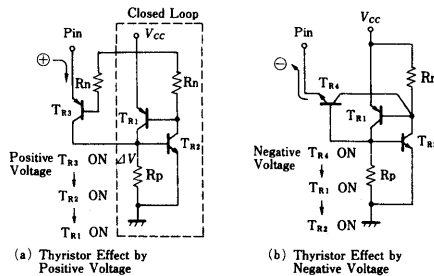 Closed Loop
Pin
Vcc
⊕
Rn
Rn
TR3
TR1
TR2
Positive
Voltage
TR3 ON
ΔV
Rp
↓
TR2 ON
↓
TR1 ON
(a) Thyristor Effect by
Positive Voltage
Vcc
Pin
⊖
TR4
Rn
TR1
Negative
Voltage
TR4 ON
↓
TR1 ON
Rp
↓
TR2 ON
(b) Thyristor Effect by
Negative Voltage